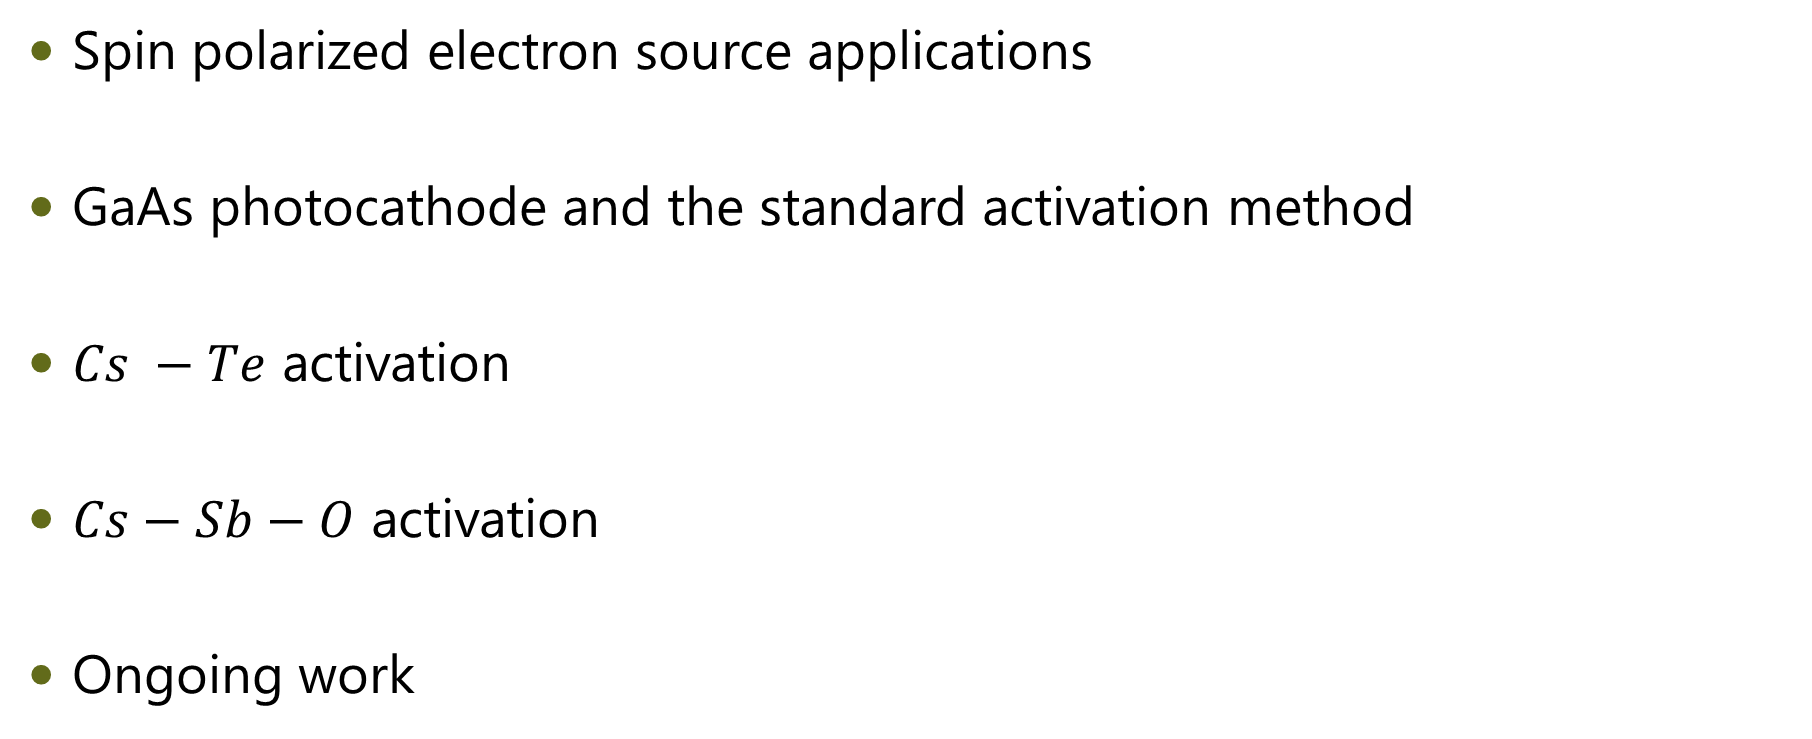 • Spin polarized electron source applications
• GaAs photocathode and the standard activation method
• Cs − Te activation
• Cs − Sb − O activation
• Ongoing work